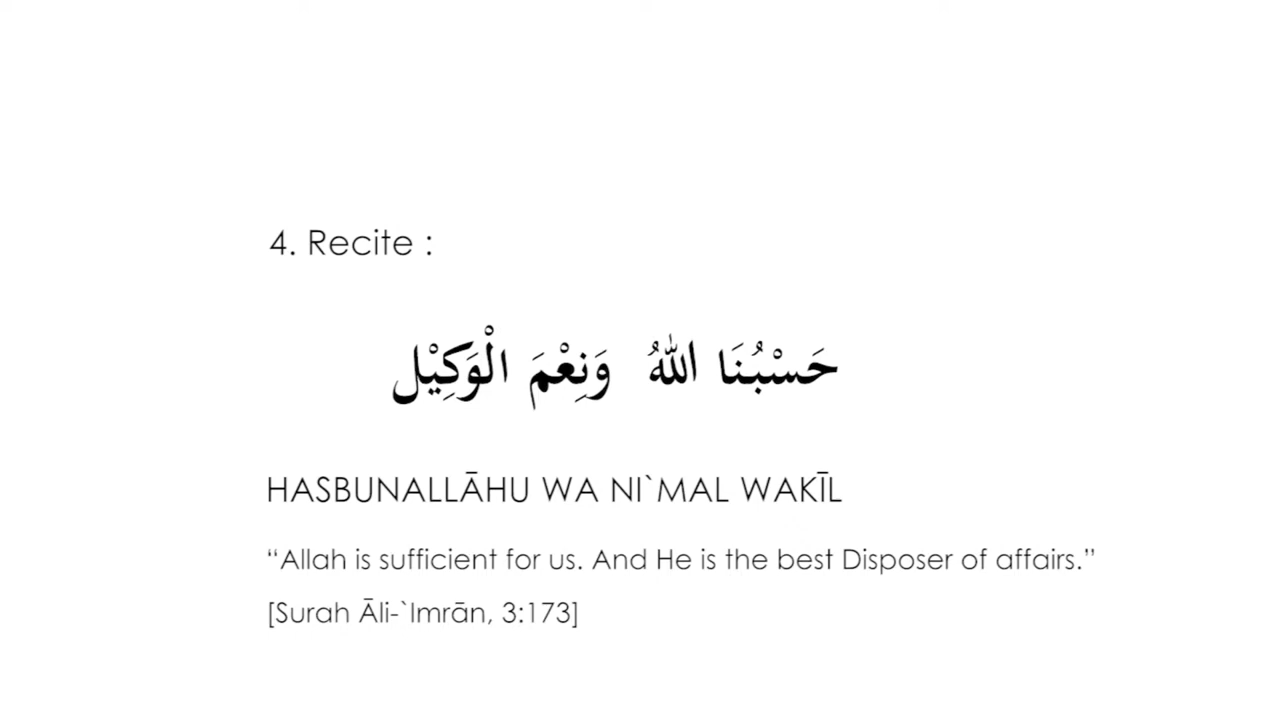 4. Recite :
حَسْبُنَا اللّٰهُ وَنِعْمَ الْوَكِيْل
HASBUNALLĀHU WA NI`MAL WAKĪL
“Allah is sufficient for us. And He is the best Disposer of affairs.”
[Surah Āli-`Imrān, 3:173]